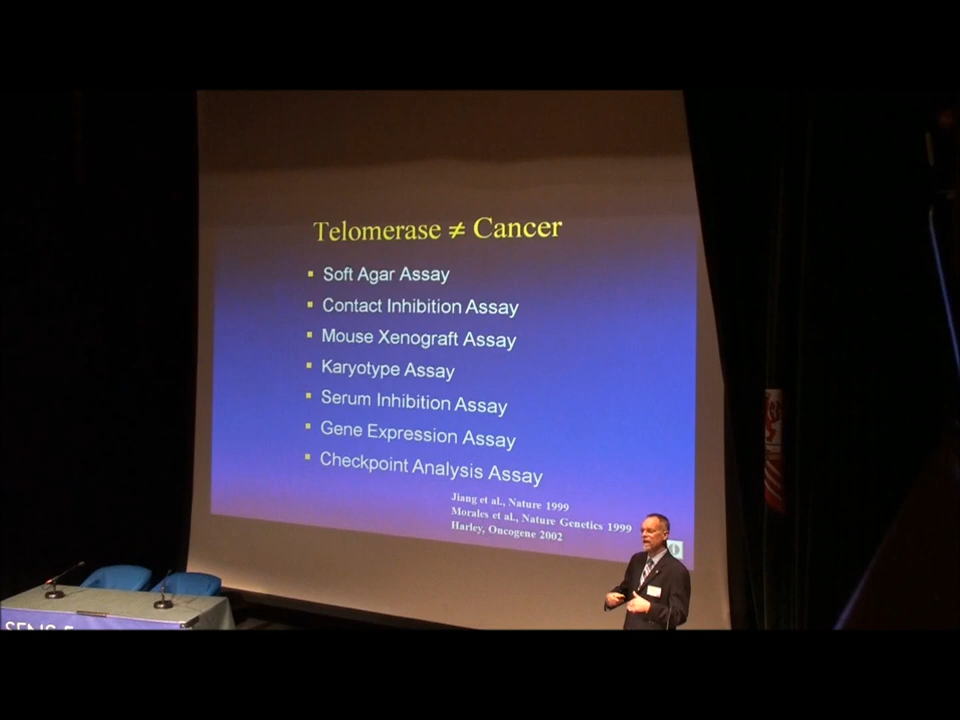 Telomerase ≠ Cancer
▪ Soft Agar Assay
▪ Contact Inhibition Assay
▪ Mouse Xenograft Assay
▪ Karyotype Assay
▪ Serum Inhibition Assay
▪ Gene Expression Assay
▪ Checkpoint Analysis Assay
Jiang et al., Nature 1999
Morales et al., Nature Genetics 1999
Harley, Oncogene 2002